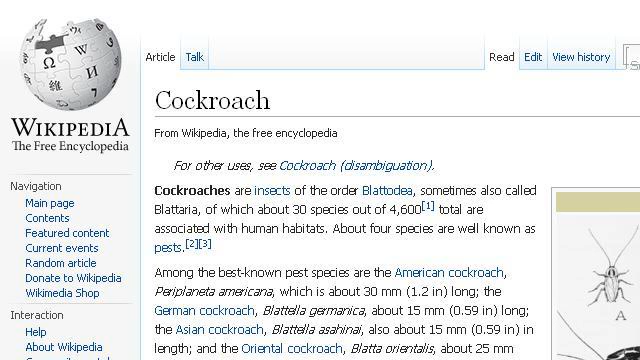 Article Talk Read Edit View history
Cockroach
WIKIPEDIA
The Free Encyclopedia
From Wikipedia, the free encyclopedia
For other uses, see Cockroach (disambiguation).
Navigation
Main page
Contents
Featured content
Current events
Random article
Donate to Wikipedia
Wikimedia Shop
Interaction
Help
About Wikipedia
Cockroaches are insects of the order Blattodea, sometimes also called
Blattaria, of which about 30 species out of 4,600[1] total are
associated with human habitats. About four species are well known as
pests.[2][3]
Among the best-known pest species are the American cockroach,
Periplaneta americana, which is about 30 mm (1.2 in) long; the
German cockroach, Blattella germanica, about 15 mm (0.59 in) long;
the Asian cockroach, Blattella asahinai, also about 15 mm (0.59 in) in
length; and the Oriental cockroach, Blatta orientalis, about 25 mm
A